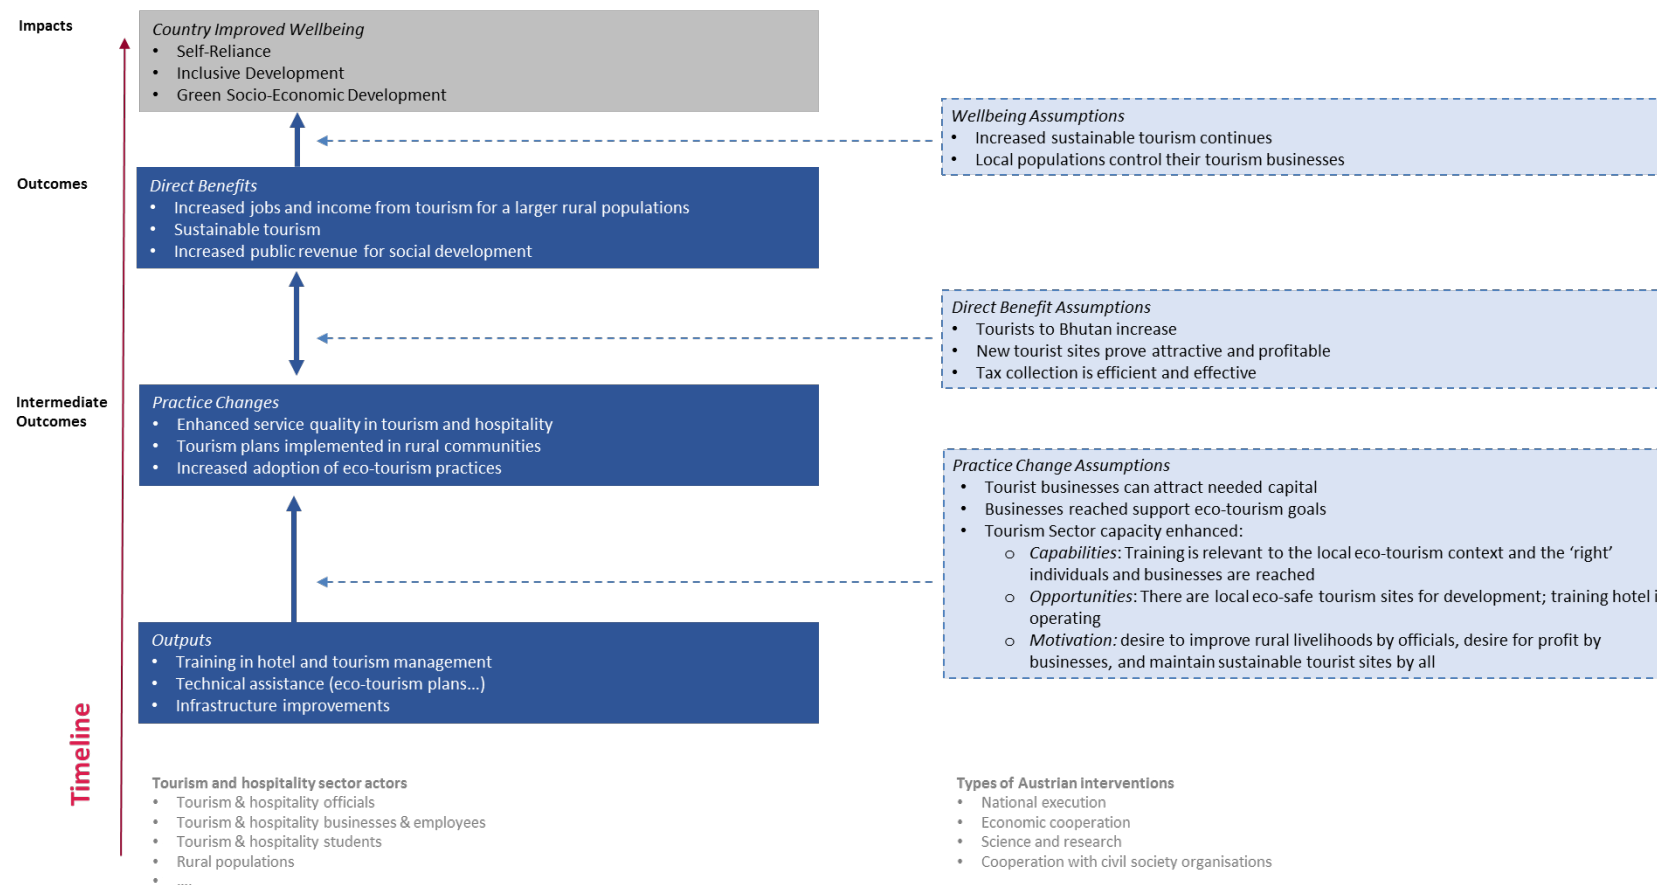 Impacts
Country Improved Wellbeing
• Self-Reliance
• Inclusive Development
• Green Socio-Economic Development
Wellbeing Assumptions
• Increased sustainable tourism continues
• Local populations control their tourism businesses
Outcomes
Direct Benefits
• Increased jobs and income from tourism for a larger rural populations
• Sustainable tourism
• Increased public revenue for social development
Direct Benefit Assumptions
• Tourists to Bhutan increase
• New tourist sites prove attractive and profitable
• Tax collection is efficient and effective
Intermediate
Outcomes
Practice Changes
• Enhanced service quality in tourism and hospitality
• Tourism plans implemented in rural communities
• Increased adoption of eco-tourism practices
Practice Change Assumptions
• Tourist businesses can attract needed capital
• Businesses reached support eco-tourism goals
• Tourism Sector capacity enhanced:
o Capabilities: Training is relevant to the local eco-tourism context and the ‘right’
individuals and businesses are reached
o Opportunities: There are local eco-safe tourism sites for development; training hotel
operating
o Motivation: desire to improve rural livelihoods by officials, desire for profit by
businesses, and maintain sustainable tourist sites by all
Outputs
• Training in hotel and tourism management
• Technical assistance (eco-tourism plans…)
• Infrastructure improvements
Timeline
Tourism and hospitality sector actors
• Tourism & hospitality officials
• Tourism & hospitality businesses & employees
• Tourism & hospitality students
• Rural populations
• ....
Types of Austrian interventions
• National execution
• Economic cooperation
• Science and research
• Cooperation with civil society organisations